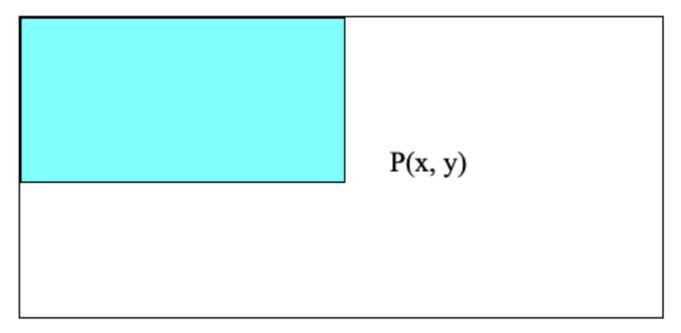 P(x, y)